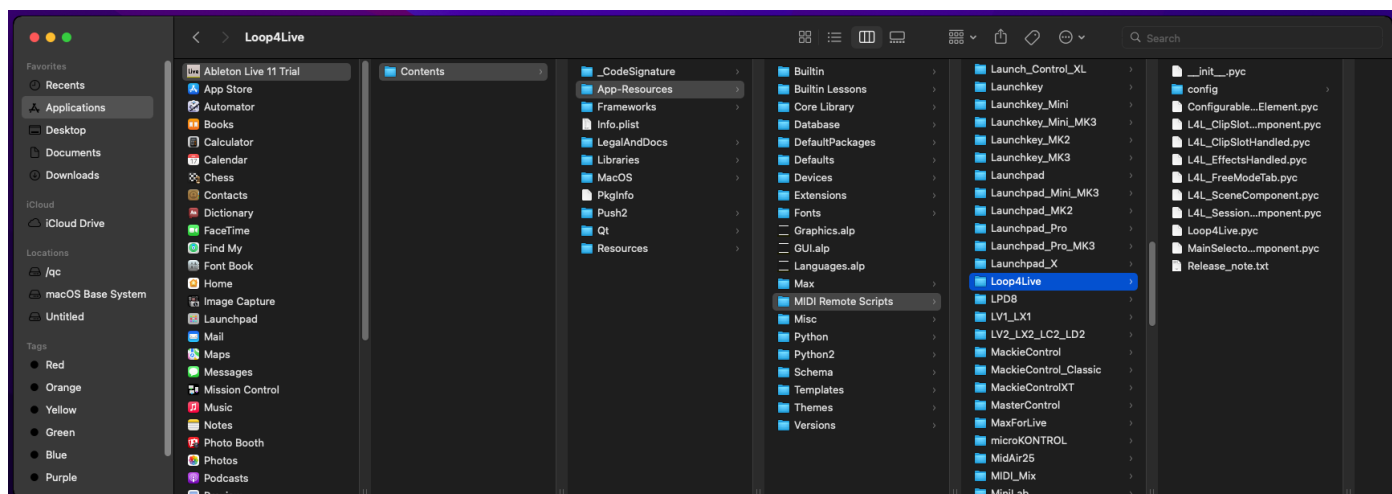 Loop4Live
Search
Favorites
Recents
Applications
Desktop
Documents
Downloads
iCloud
iCloud Drive
Locations
/qc
macOS Base System
Untitled
Tags
Red
Orange
Yellow
Green
Blue
Purple
Ableton Live 11 Trial
App Store
Automator
Books
Calculator
Calendar
Chess
Contacts
Dictionary
FaceTime
Find My
Font Book
Home
Image Capture
Launchpad
Mail
Maps
Messages
Mission Control
Music
Notes
Photo Booth
Photos
Podcasts
Contents
_CodeSignature
App-Resources
Frameworks
Info.plist
LegalAndDocs
Libraries
MacOS
PkgInfo
Push2
Qt
Resources
Builtin
Builtin Lessons
Core Library
Database
DefaultPackages
Defaults
Devices
Extensions
Fonts
Graphics.alp
GUI.alp
Languages.alp
Max
MIDI Remote Scripts
Misc
Python
Python2
Schema
Templates
Themes
Versions
Launch_Control_XL
Launchkey
Launchkey_Mini
Launchkey_Mini_MK3
Launchkey_MK2
Launchkey_MK3
Launchpad
Launchpad_Mini_MK3
Launchpad_MK2
Launchpad_Pro
Launchpad_Pro_MK3
Launchpad_X
Loop4Live
LPD8
LV1_LX1
LV2_LX2_LC2_LD2
MackieControl
MackieControl_Classic
MackieControlXT
MasterControl
MaxForLive
microKONTROL
MidAir25
MIDI_Mix
MiniLab
__init__.pyc
config
Configurable...Element.pyc
L4L_ClipSlot...mponent.pyc
L4L_ClipSlotHandled.pyc
L4L_EffectsHandled.pyc
L4L_FreeModeTab.pyc
L4L_SceneComponent.pyc
L4L_Session...mponent.pyc
Loop4Live.pyc
MainSelecto...mponent.pyc
Release_note.txt